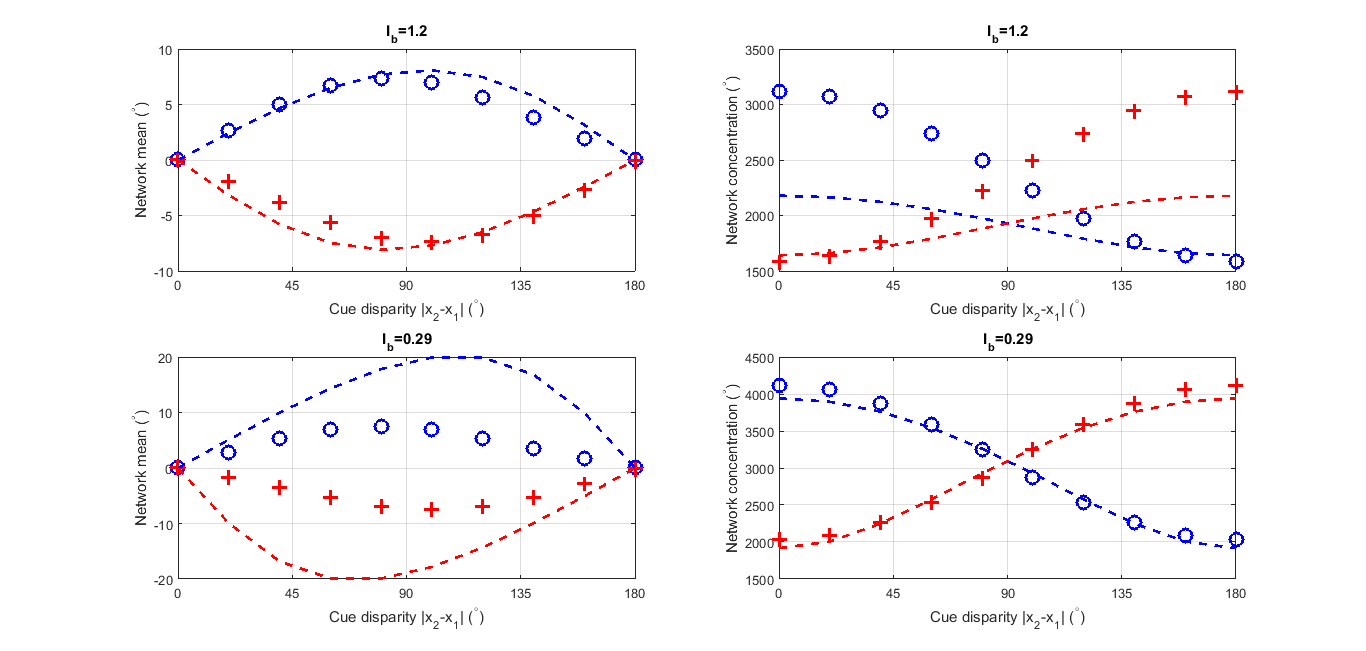 I_b=1.2
10
5
0
-5
-10
Network mean (°)
0 45 90 135 180
Cue disparity |x_2-x_1| (°)
I_b=1.2
3500
3000
2500
2000
1500
Network concentration (°)
0 45 90 135 180
Cue disparity |x_2-x_1| (°)
I_b=0.29
20
10
0
-10
-20
Network mean (°)
0 45 90 135 180
Cue disparity |x_2-x_1| (°)
I_b=0.29
4500
4000
3500
3000
2500
2000
1500
Network concentration (°)
0 45 90 135 180
Cue disparity |x_2-x_1| (°)